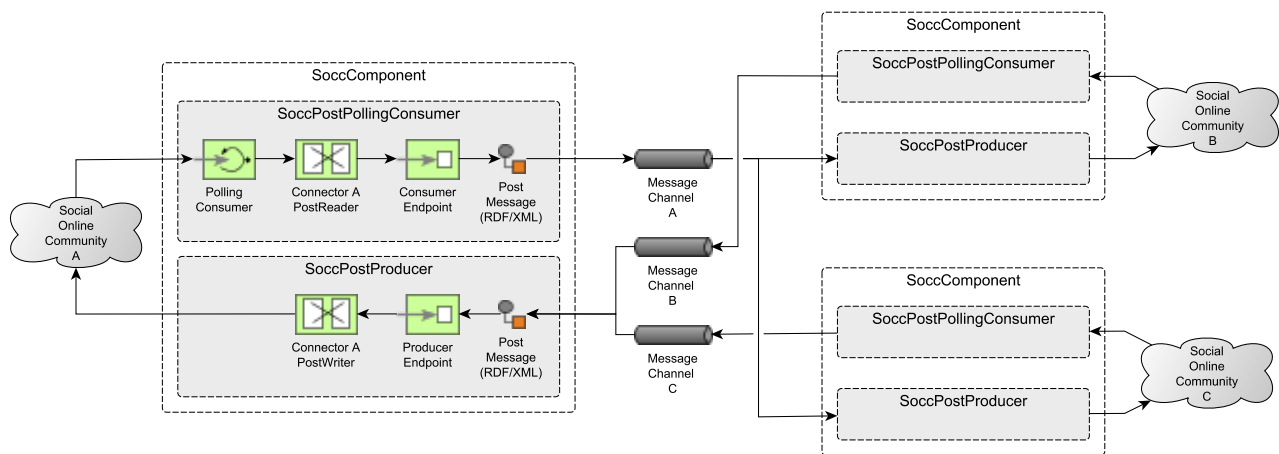 SoccComponent
SoccPostPollingConsumer
Polling
Consumer
Connector A
PostReader
Consumer
Endpoint
Post
Message
(RDF/XML)
SoccPostProducer
Connector A
PostWriter
Producer
Endpoint
Post
Message
(RDF/XML)
Social
Online
Community
A
Message
Channel
A
Message
Channel
B
Message
Channel
C
SoccComponent
SoccPostPollingConsumer
SoccPostProducer
Social
Online
Community
B
SoccComponent
SoccPostPollingConsumer
SoccPostProducer
Social
Online
Community
C